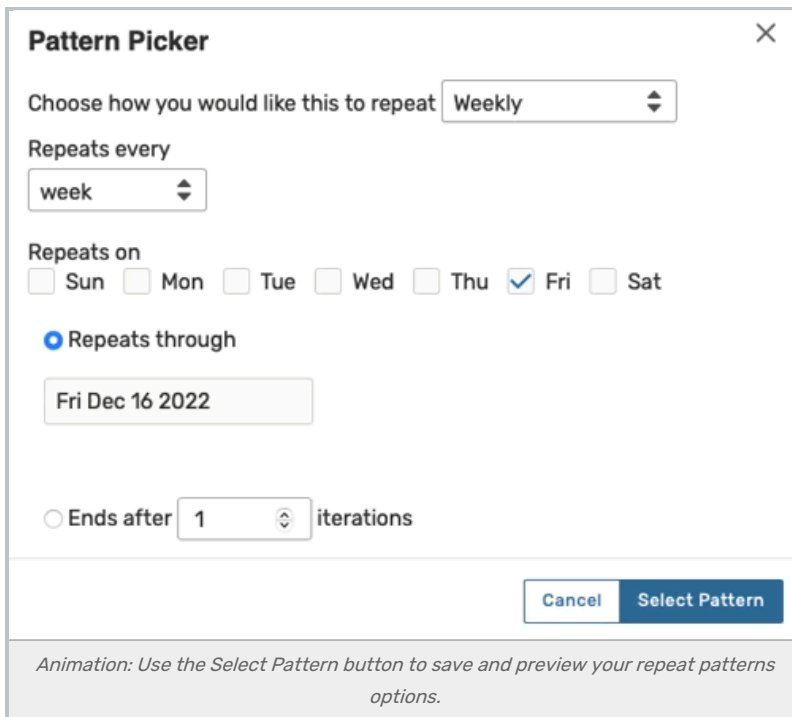 Pattern Picker
Choose how you would like this to repeat Weekly
Repeats every
week
Repeats on
Sun Mon Tue Wed Thu Fri Sat
Repeats through
Fri Dec 16 2022
Ends after 1 iterations
Cancel Select Pattern
Animation: Use the Select Pattern button to save and preview your repeat patterns
options.